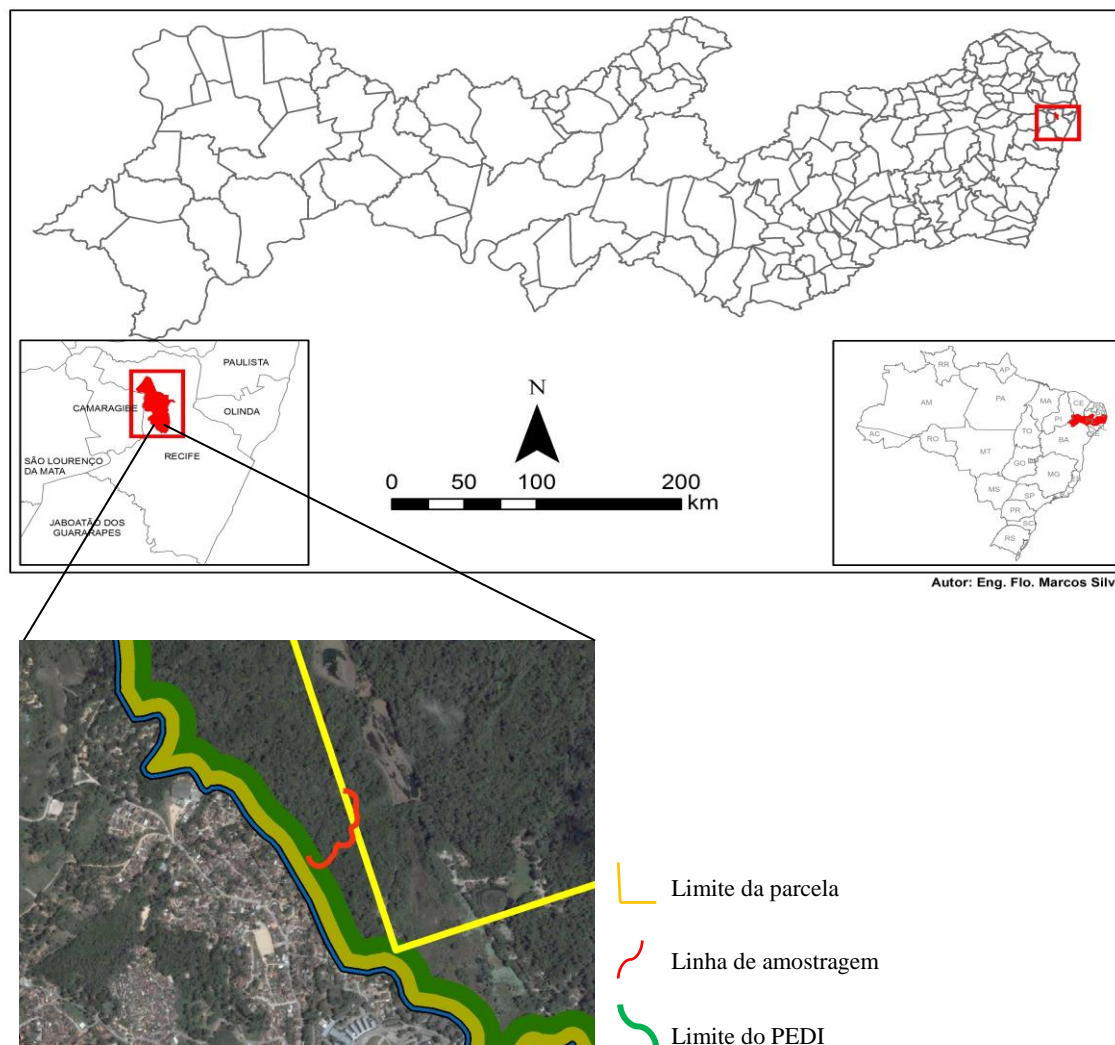 PAULISTA
CAMARAGIBE
OLINDA
SÃO LOURENÇO
DA MATA
RECIFE
JABOATÃO DOS
GUARARAPES
N
0 50 100 200
km
RR
AP
AM
PA
MA
CE
PI
AC
TO
RO
BA
MT
GO
MG
MS
SP
PR
SC
RS
Autor: Eng. Flo. Marcos Silv
Limite da parcela
Linha de amostragem
Limite do PEDI